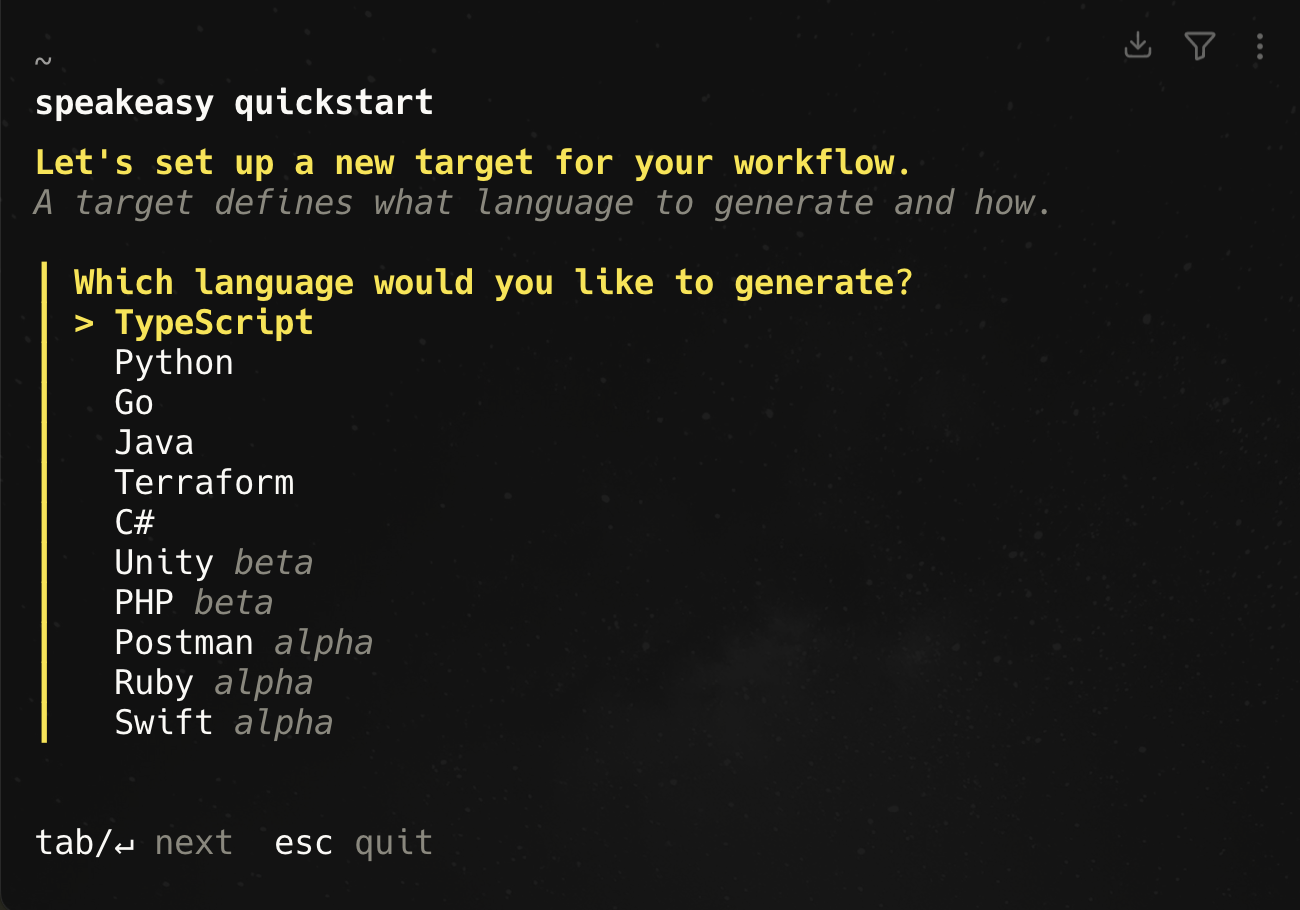 ~
speakeasy quickstart
Let's set up a new target for your workflow.
A target defines what language to generate and how.
Which language would you like to generate?
> TypeScript
Python
Go
Java
Terraform
C#
Unity beta
PHP beta
Postman alpha
Ruby alpha
Swift alpha
tab/↵ next  esc quit